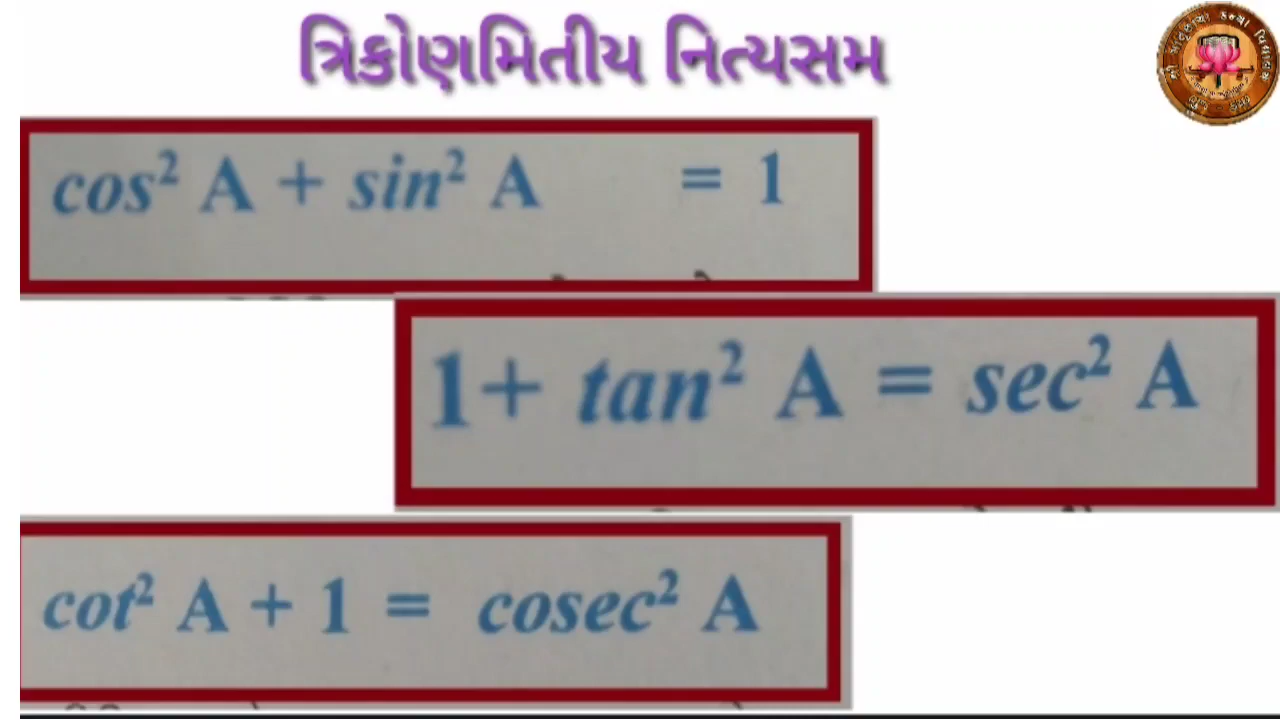 ત્રિકોણમિતીય નિત્યસમ
cos² A + sin² A = 1
1+ tan² A = sec² A
cot² A + 1 = cosec² A